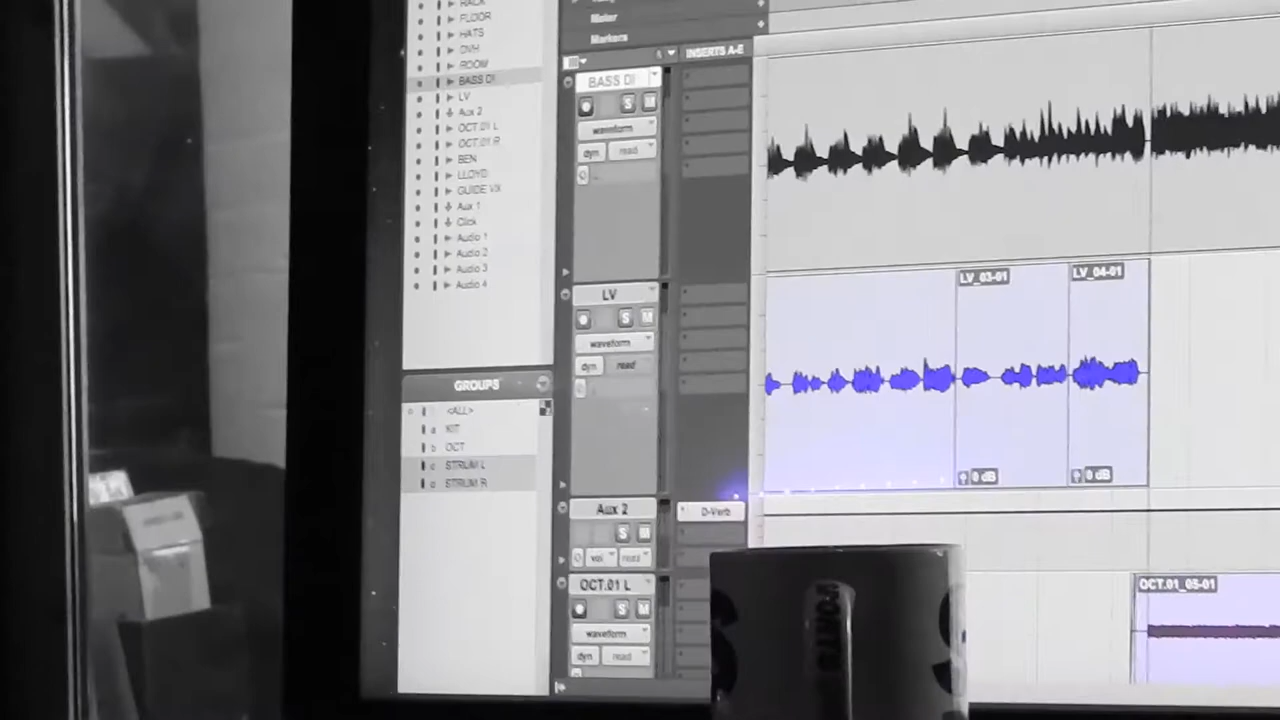 RACK
FLOOR
HATS
OVH
ROOM
BASS DI
LV
Aux 2
OCT.01 L
OCT.01 R
BEN
LLOYD
GUIDE VX
Aux 1
Click
Audio 1
Audio 2
Audio 3
Audio 4
GROUPS
<ALL>
a KIT
b OCT
c STRUM L
d STRUM R
Meter
Markers
INSERTS A-E
BASS DI
S M
waveform
dyn read
LV
S M
waveform
dyn read
Aux 2
S M
vol read
D-Verb
OCT.01 L
S M
waveform
dyn read
LV_03-01
LV_04-01
0 dB
0 dB
OCT.01_05-01